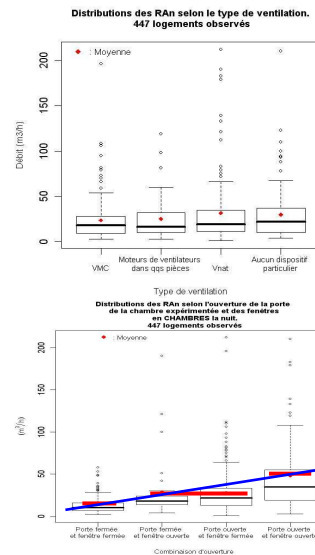 Distributions des RAn selon le type de ventilation.
447 logements observés
Débit (m3/h)
200
150
100
50
0
: Moyenne
VMC
Moteurs de ventilateurs
dans qqs pièces
Vnat
Aucun dispositif
particulier
Type de ventilation
Distributions des RAn selon l'ouverture de la porte
de la chambre expérimentée et des fenêtres
en CHAMBRES la nuit.
447 logements observés
(m³/h)
200
150
100
50
0
: Moyenne
Porte fermée
et fenêtre fermée
Porte fermée
et fenêtre ouverte
Porte ouverte
et fenêtre fermée
Porte ouverte
et fenêtre ouverte
Combinaison d'ouverture